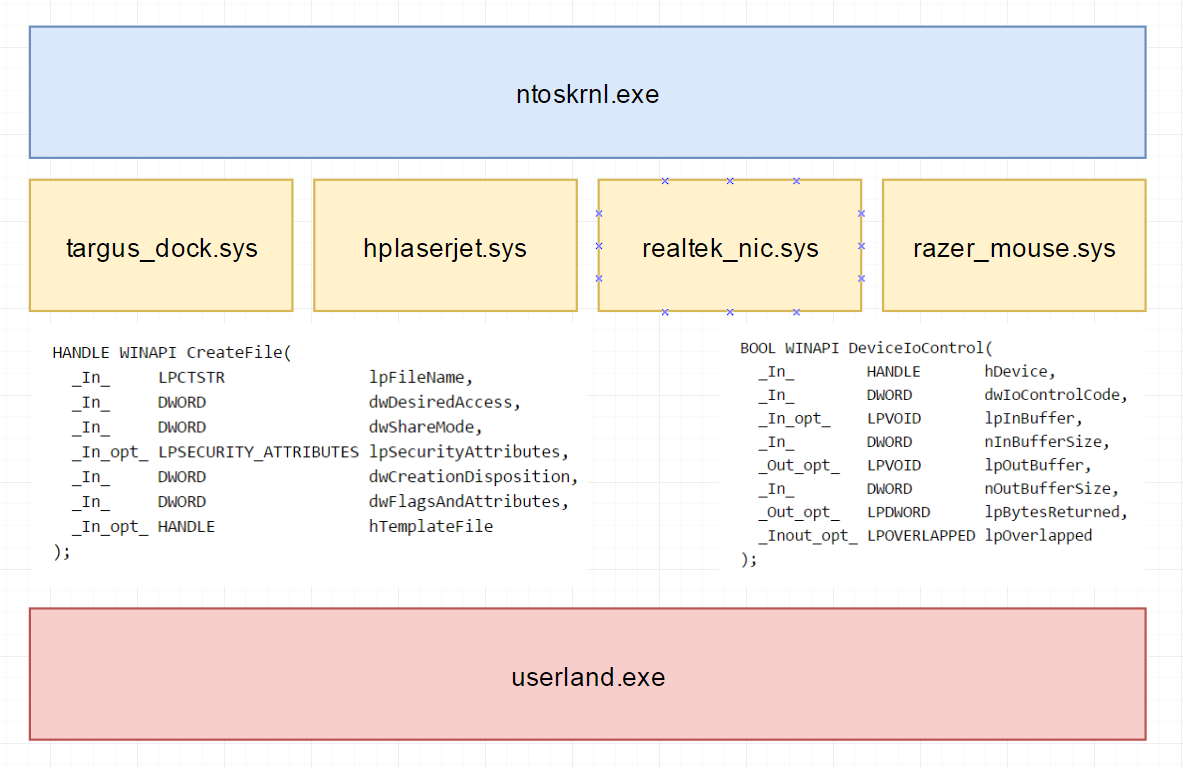 ntoskrnl.exe
targus_dock.sys
hplaserjet.sys
realtek_nic.sys
razer_mouse.sys
HANDLE WINAPI CreateFile(
_In_ LPCTSTR lpFileName,
_In_ DWORD dwDesiredAccess,
_In_ DWORD dwShareMode,
_In_opt_ LPSECURITY_ATTRIBUTES lpSecurityAttributes,
_In_ DWORD dwCreationDisposition,
_In_ DWORD dwFlagsAndAttributes,
_In_opt_ HANDLE hTemplateFile
);
BOOL WINAPI DeviceIoControl(
_In_ HANDLE hDevice,
_In_ DWORD dwIoControlCode,
_In_opt_ LPVOID lpInBuffer,
_In_ DWORD nInBufferSize,
_Out_opt_ LPVOID lpOutBuffer,
_In_ DWORD nOutBufferSize,
_Out_opt_ LPDWORD lpBytesReturned,
_Inout_opt_ LPOVERLAPPED lpOverlapped
);
userland.exe